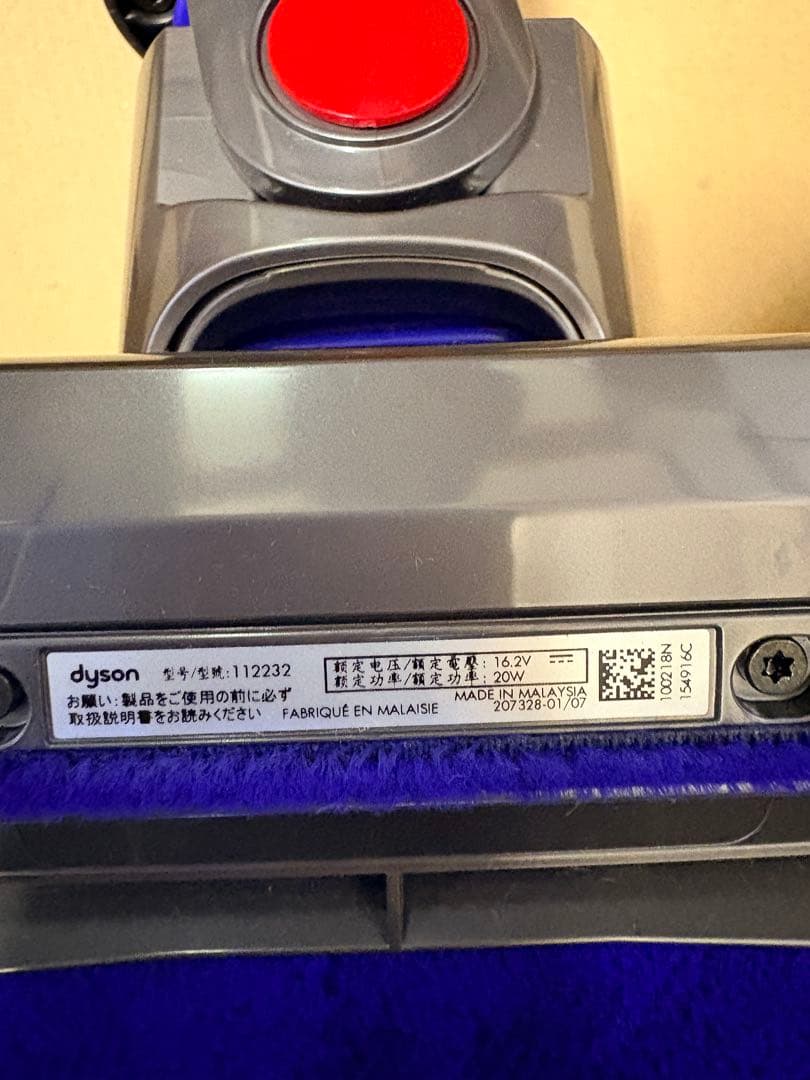 dyson 型号/型號:112232
额定电压/額定電壓: 16.2V
额定功率/額定功率: 20W
お願い:製品をご使用の前に必ず
取扱説明書をお読みください
FABRIQUÉ EN MALAISIE
MADE IN MALAYSIA
207328-01/07
100218N
154916C